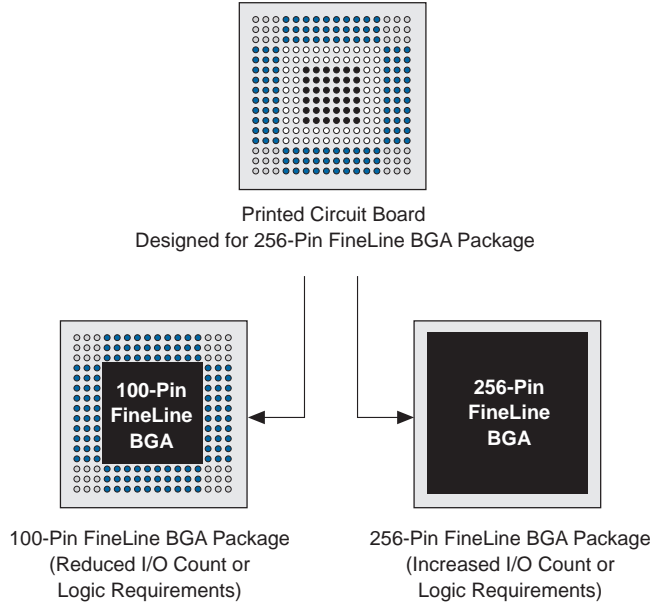 Printed Circuit Board
Designed for 256-Pin FineLine BGA Package
100-Pin
FineLine
BGA
256-Pin
FineLine
BGA
100-Pin FineLine BGA Package
(Reduced I/O Count or
Logic Requirements)
256-Pin FineLine BGA Package
(Increased I/O Count or
Logic Requirements)